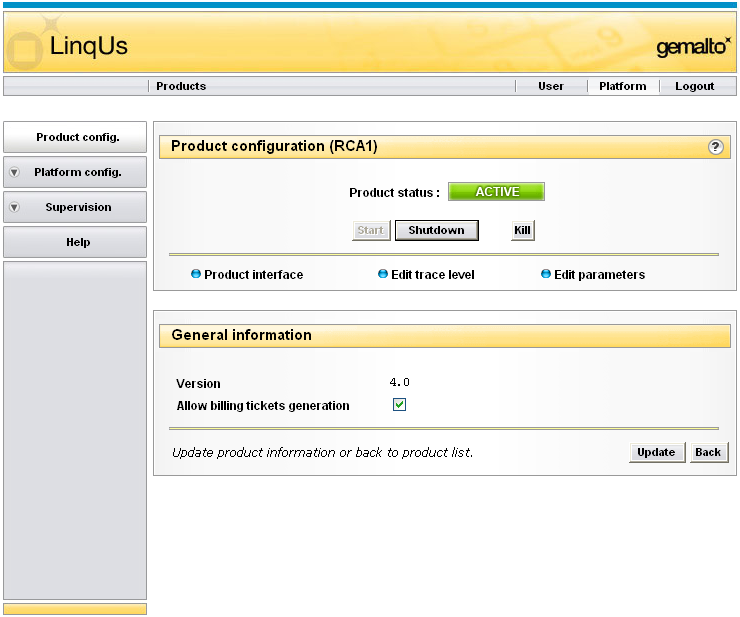 LinqUs
gemalto
Products User Platform Logout
Product config.
Platform config.
Supervision
Help
Product configuration (RCA1) ?
Product status : ACTIVE
Start Shutdown Kill
Product interface Edit trace level Edit parameters
General information
Version 4.0
Allow billing tickets generation
Update product information or back to product list. Update Back